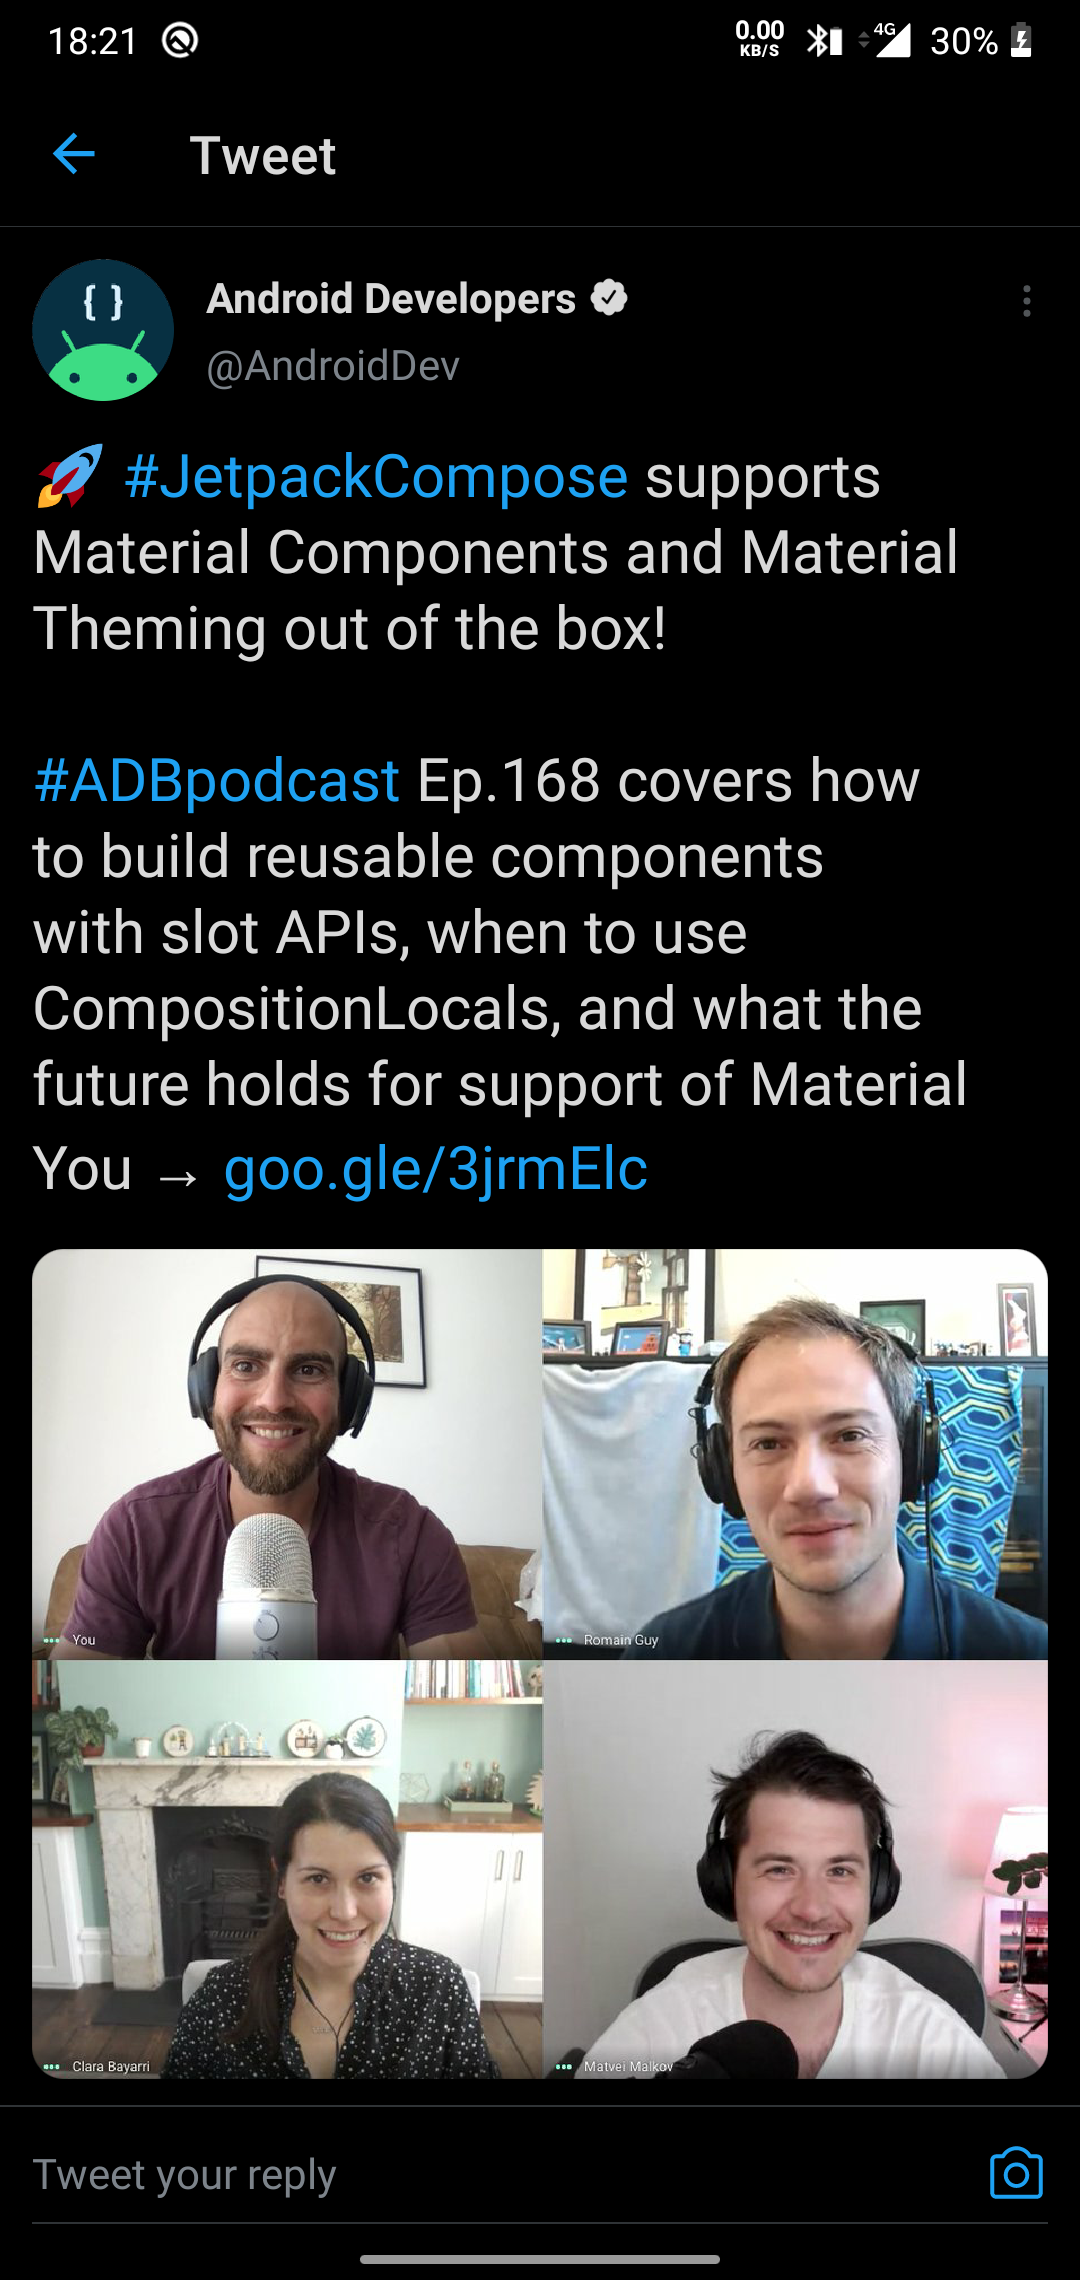 18:21 0.00 KB/S 4G 30%
Tweet
{ }
Android Developers
@AndroidDev
🚀 #JetpackCompose supports
Material Components and Material
Theming out of the box!
#ADBpodcast Ep.168 covers how
to build reusable components
with slot APIs, when to use
CompositionLocals, and what the
future holds for support of Material
You → goo.gle/3jrmElc
You
Romain Guy
Clara Bayarri
Matvei Malkov
Tweet your reply